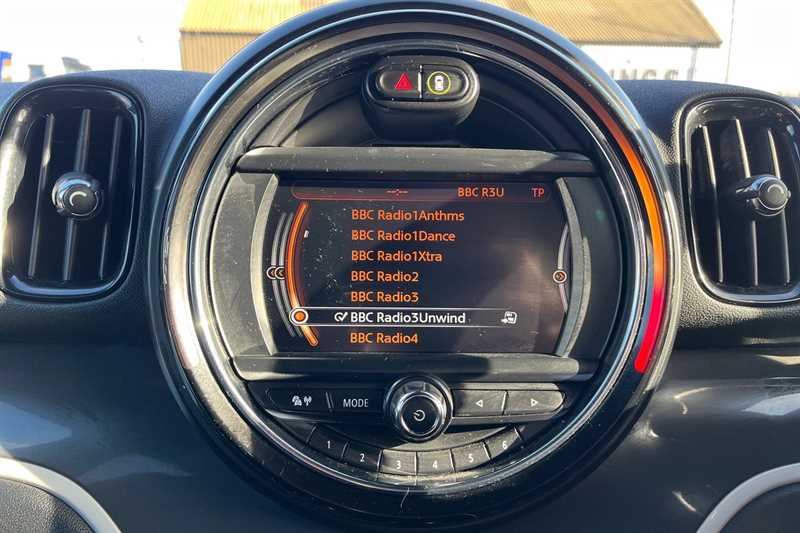 --:-- BBC R3U TP
BBC Radio1Anthms
BBC Radio1Dance
BBC Radio1Xtra
BBC Radio2
BBC Radio3
BBC Radio3Unwind
BBC Radio4
MODE
1 2 3 4 5 6